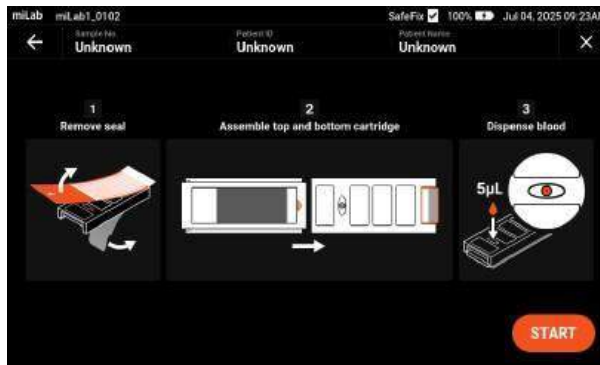 miLab miLab1_0102 SafeFix 100% Jul 04, 2025 09:23AM
Sample No. Patient ID Patient Name
Unknown Unknown Unknown
1 2 3
Remove seal Assemble top and bottom cartridge Dispense blood
5µL
START